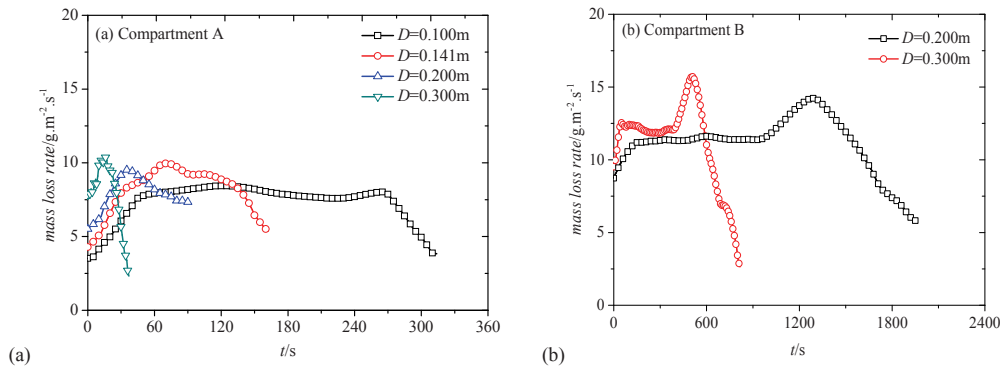 (a) Compartment A
D=0.100m
D=0.141m
D=0.200m
D=0.300m
20
15
10
5
0
mass loss rate/g.m⁻².s⁻¹
0 60 120 180 240 300 360
t/s
(a)
(b) Compartment B
D=0.200m
D=0.300m
20
15
10
5
0
mass loss rate/g.m⁻².s⁻¹
0 600 1200 1800 2400
t/s
(b)